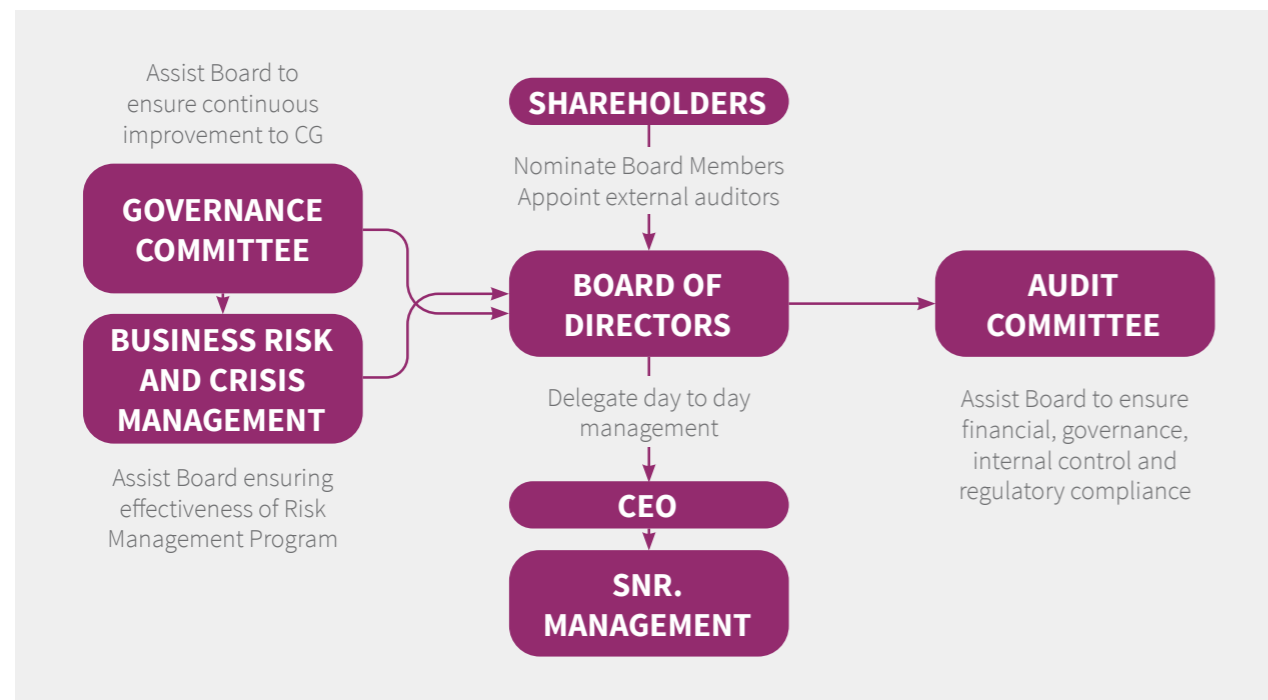 Assist Board to
ensure continuous
improvement to CG
GOVERNANCE
COMMITTEE
BUSINESS RISK
AND CRISIS
MANAGEMENT
Assist Board ensuring
effectiveness of Risk
Management Program
SHAREHOLDERS
Nominate Board Members
Appoint external auditors
BOARD OF
DIRECTORS
Delegate day to day
management
CEO
SNR.
MANAGEMENT
AUDIT
COMMITTEE
Assist Board to ensure
financial, governance,
internal control and
regulatory compliance